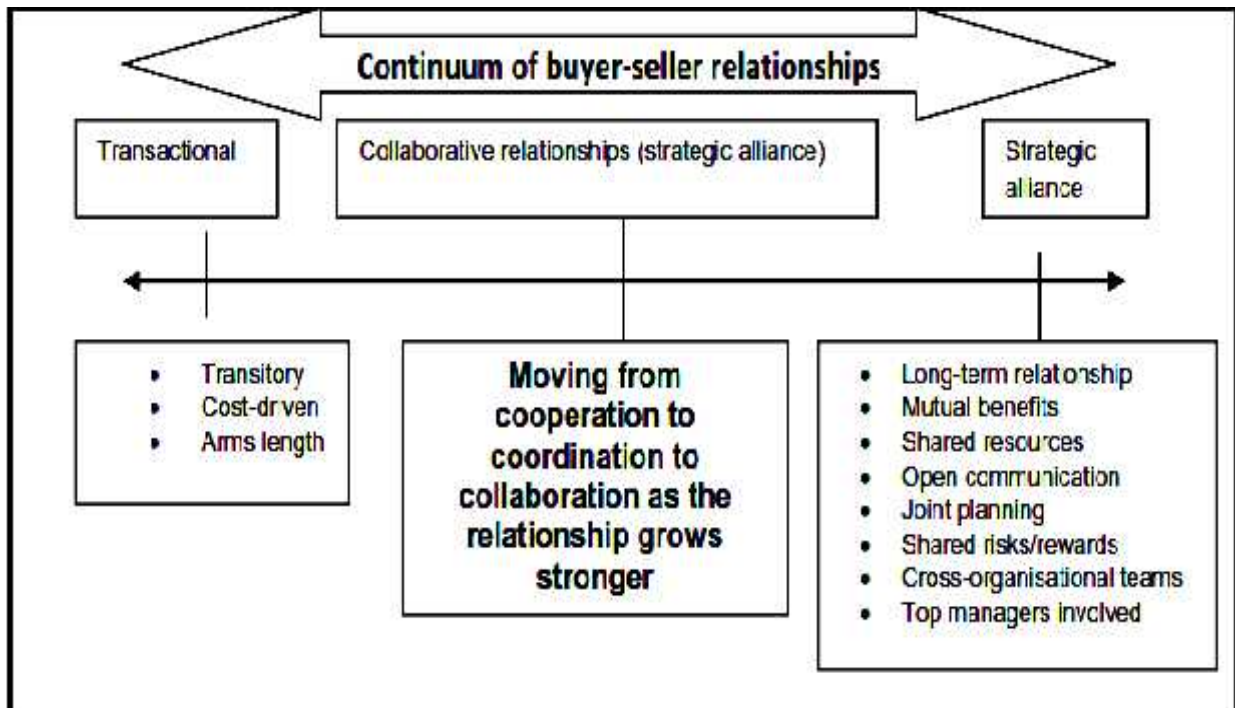 Continuum of buyer-seller relationships
Transactional
Collaborative relationships (strategic alliance)
Strategic
alliance
• Transitory
• Cost-driven
• Arms length
Moving from
cooperation to
coordination to
collaboration as the
relationship grows
stronger
• Long-term relationship
• Mutual benefits
• Shared resources
• Open communication
• Joint planning
• Shared risks/rewards
• Cross-organisational teams
• Top managers involved